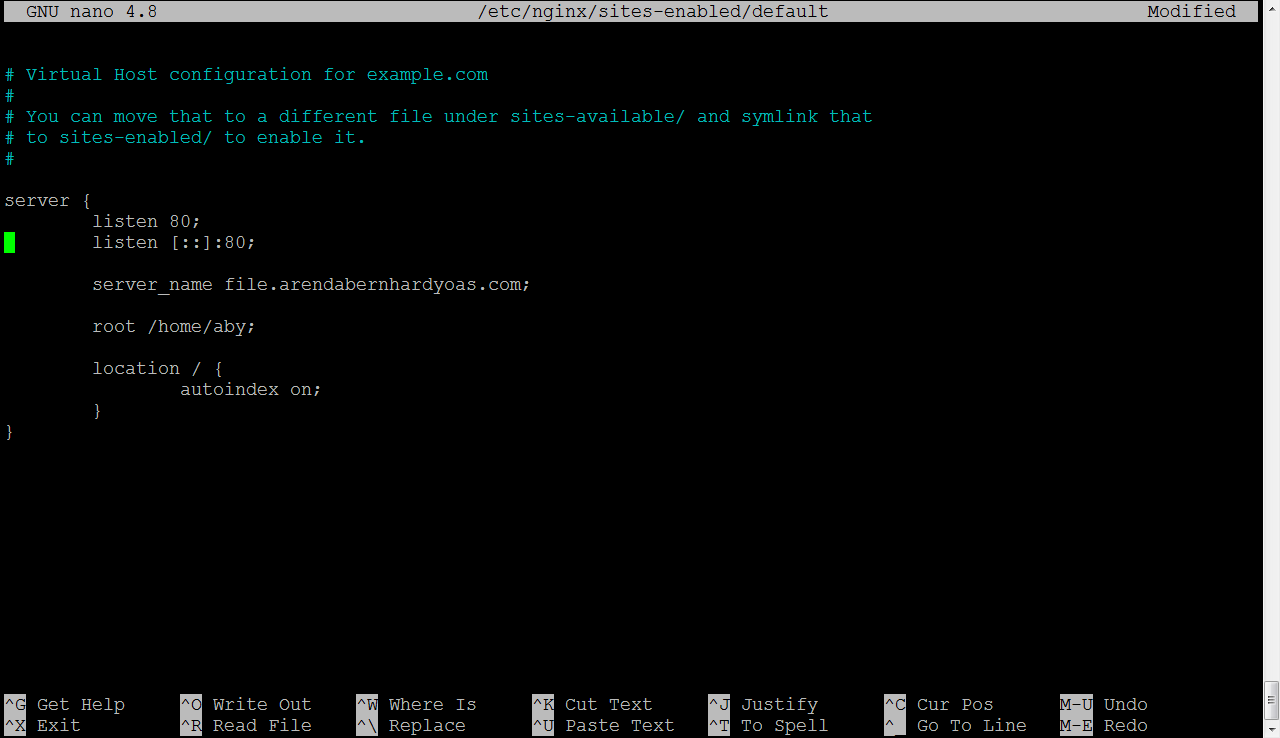 GNU nano 4.8 /etc/nginx/sites-enabled/default Modified
# Virtual Host configuration for example.com
#
# You can move that to a different file under sites-available/ and symlink that
# to sites-enabled/ to enable it.
#
server {
listen 80;
listen [::]:80;
server_name file.arendabernhardyoas.com;
root /home/aby;
location / {
autoindex on;
}
}
^G Get Help ^O Write Out ^W Where Is ^K Cut Text ^J Justify ^C Cur Pos M-U Undo
^X Exit ^R Read File ^\ Replace ^U Paste Text ^T To Spell ^_ Go To Line M-E Redo